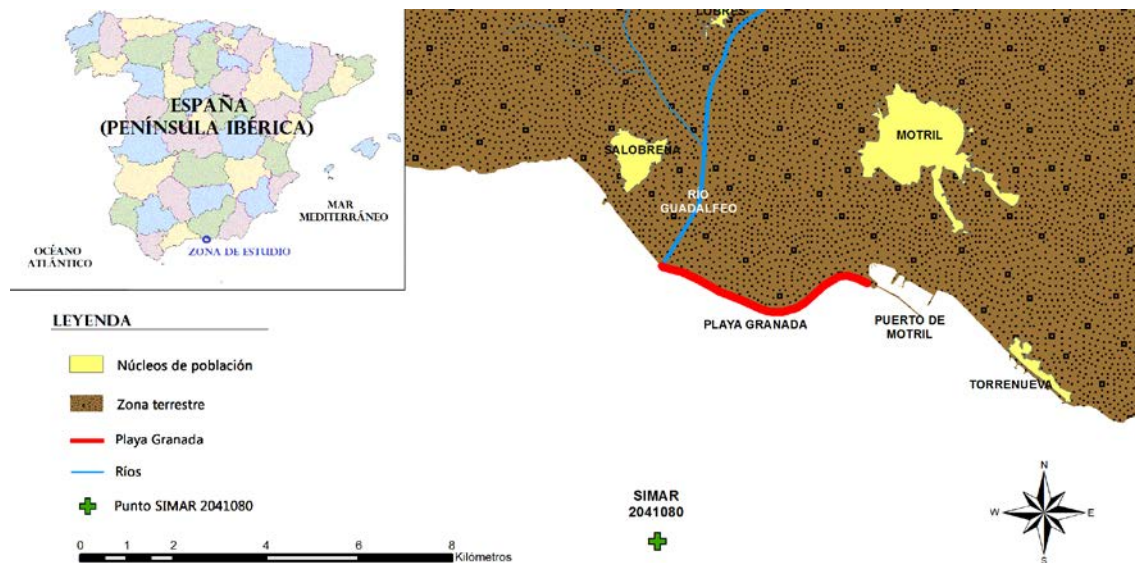 ESPAÑA
(PENÍNSULA IBÉRICA)
MAR
MEDITERRÁNEO
OCÉANO
ATLÁNTICO
ZONA DE ESTUDIO
LOBRES
SALOBREÑA
MOTRIL
RÍO
GUADALFEO
PLAYA GRANADA
PUERTO DE
MOTRIL
TORRENUEVA
LEYENDA
Núcleos de población
Zona terrestre
Playa Granada
Ríos
Punto SIMAR 2041080
0 1 2 4 6 8
Kilómetros
SIMAR
2041080
N
W E
S